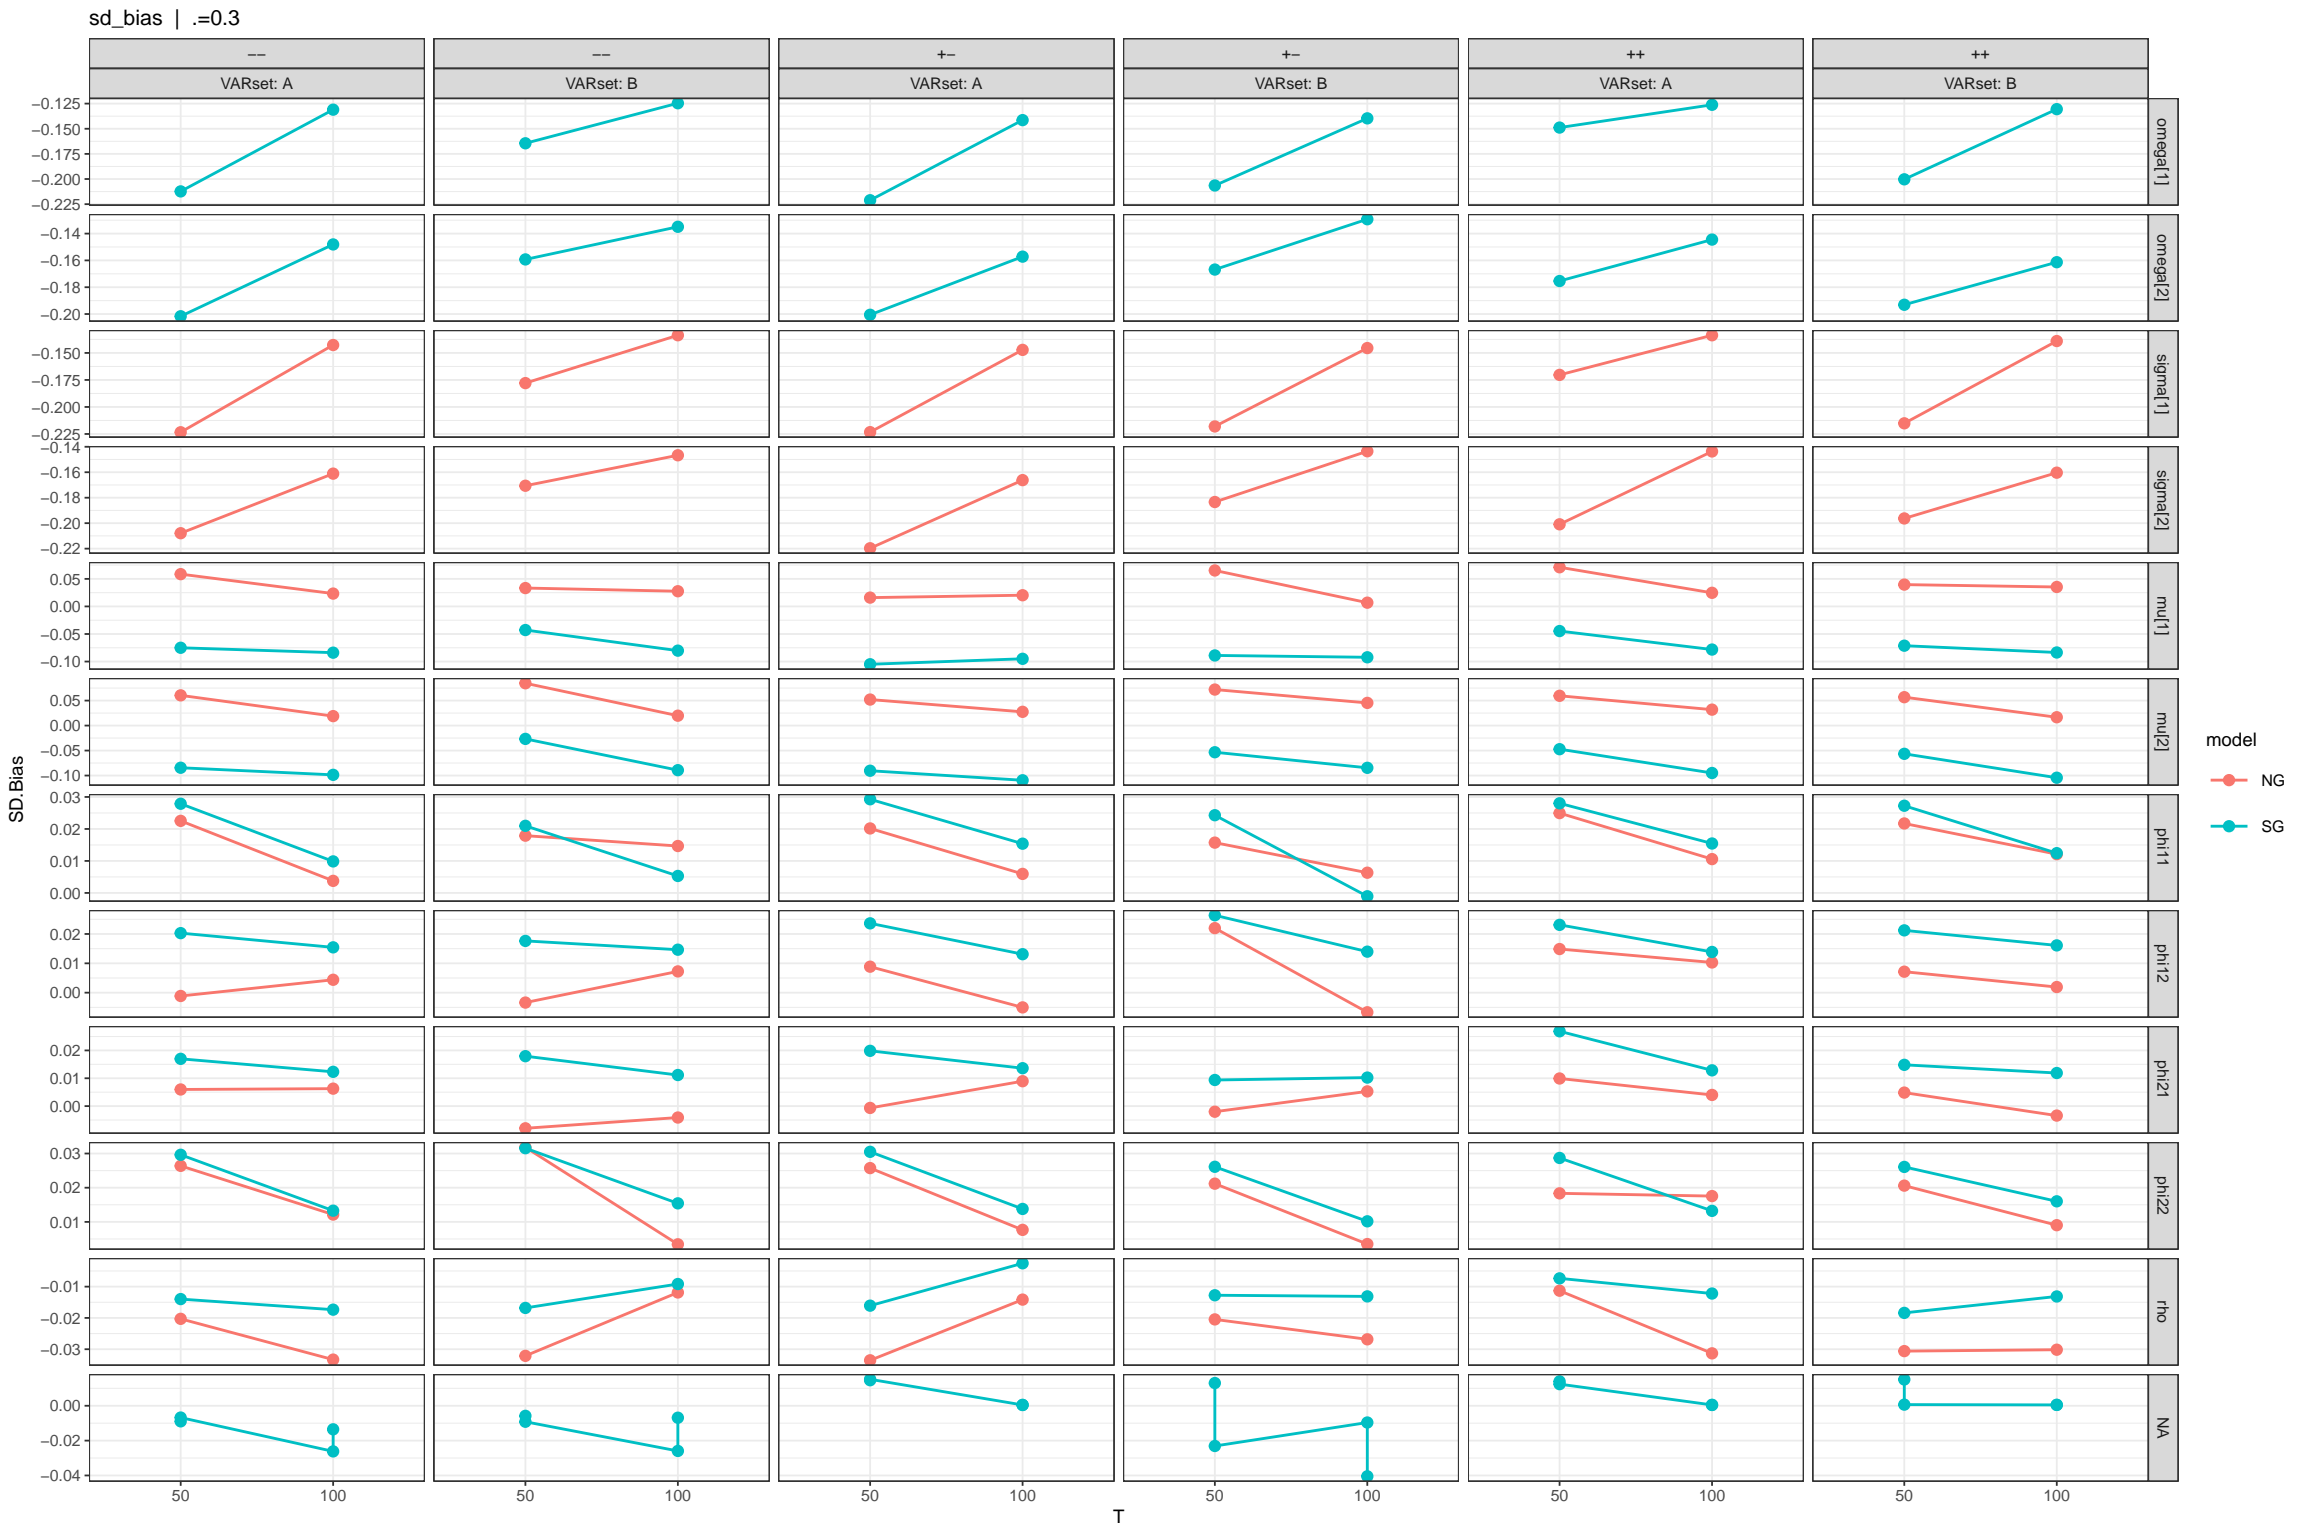 sd_bias | .=0.3
−− −− +− +− ++ ++
VARset: A VARset: B VARset: A VARset: B VARset: A VARset: B
−0.125
−0.150
−0.175
−0.200
−0.225
omega[1]
−0.14
−0.16
−0.18
−0.20
omega[2]
−0.150
−0.175
−0.200
−0.225
sigma[1]
−0.14
−0.16
−0.18
−0.20
−0.22
sigma[2]
0.05
0.00
−0.05
−0.10
mu[1]
0.05
0.00
−0.05
−0.10
mu[2]
0.03
0.02
0.01
0.00
phi11
0.02
0.01
0.00
phi12
0.02
0.01
0.00
phi21
0.03
0.02
0.01
phi22
−0.01
−0.02
−0.03
rho
0.00
−0.02
−0.04
NA
50 100 50 100 50 100 50 100 50 100 50 100
T
SD.Bias
model
NG
SG